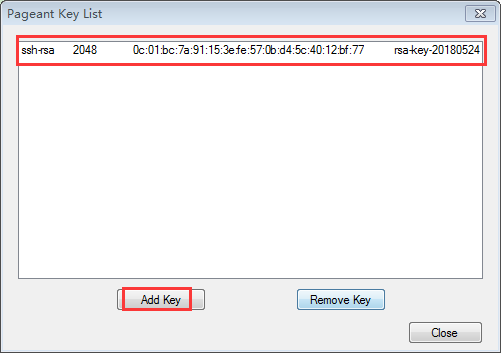 Pageant Key List
ssh-rsa 2048 0c:01:bc:7a:91:15:3e:fe:57:0b:d4:5c:40:12:bf:77 rsa-key-20180524
Add Key Remove Key
Close